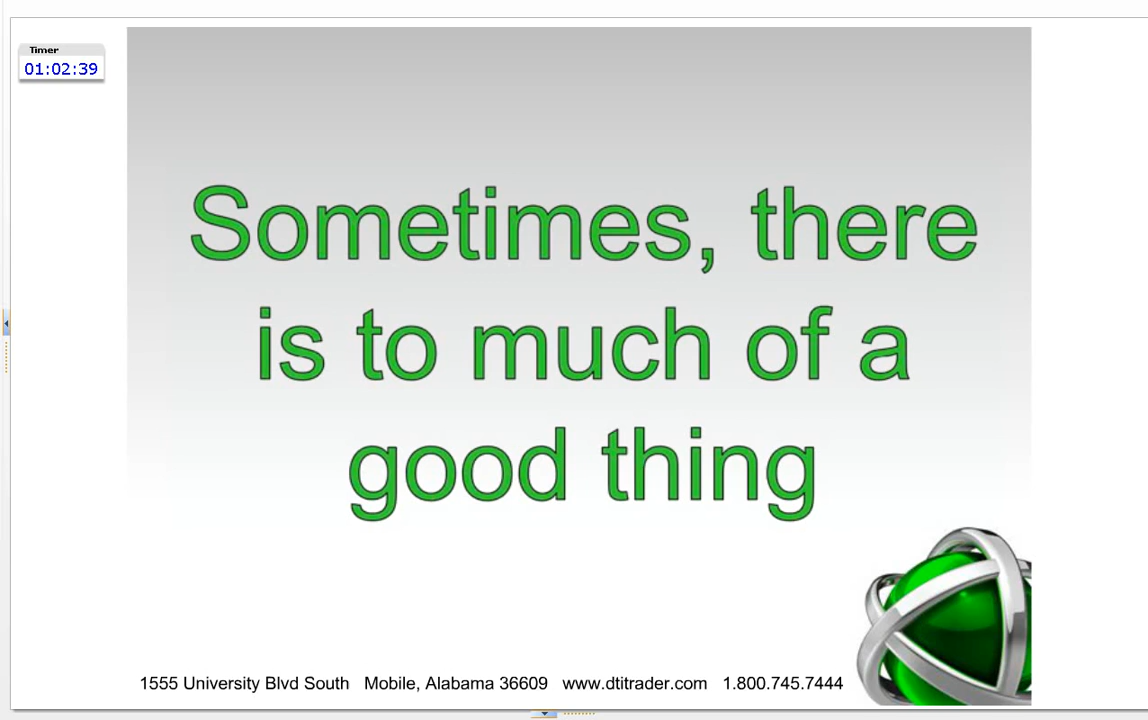 Timer
01:02:39
Sometimes, there
is to much of a
good thing
1555 University Blvd South   Mobile, Alabama 36609   www.dtitrader.com   1.800.745.7444